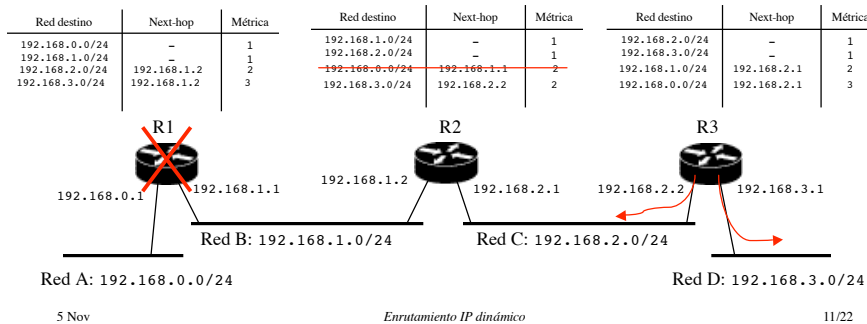 Red destino Next-hop Métrica
192.168.0.0/24 – 1
192.168.1.0/24 – 1
192.168.2.0/24 192.168.1.2 2
192.168.3.0/24 192.168.1.2 3
Red destino Next-hop Métrica
192.168.1.0/24 – 1
192.168.2.0/24 – 1
192.168.0.0/24 192.168.1.1 2
192.168.3.0/24 192.168.2.2 2
Red destino Next-hop Métrica
192.168.2.0/24 – 1
192.168.3.0/24 – 1
192.168.1.0/24 192.168.2.1 2
192.168.0.0/24 192.168.2.1 3
R1 R2 R3
192.168.0.1 192.168.1.1 192.168.1.2 192.168.2.1 192.168.2.2 192.168.3.1
Red B: 192.168.1.0/24 Red C: 192.168.2.0/24
Red A: 192.168.0.0/24 Red D: 192.168.3.0/24
5 Nov Enrutamiento IP dinámico 11/22